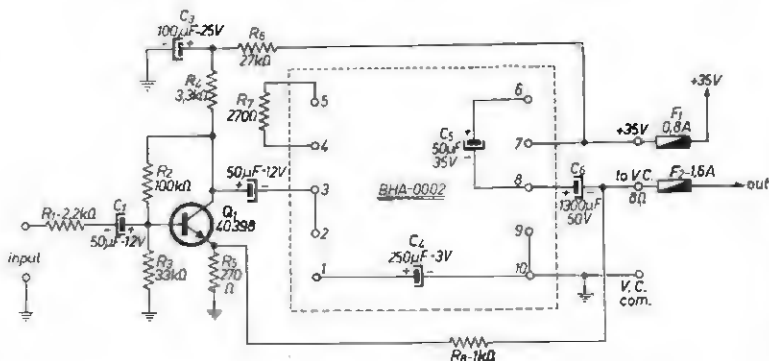 C3
100μF-25V
R6
27kΩ
+35V
R4
3,3kΩ
R7
270Ω
5
4
6
C5
50μF
35V
7
+35V
F1
0,8A
R2
100kΩ
50μF-12V
3
BHA-0002
8
C6
1300μF
50V
to V.C.
8Ω
F2-1,6A
out
R1-2,2kΩ
C1
50μF-12V
Q1
40398
2
9
input
R3
33kΩ
R5
270
Ω
1
C4
250μF-3V
10
V.C.
com.
R8-1kΩ